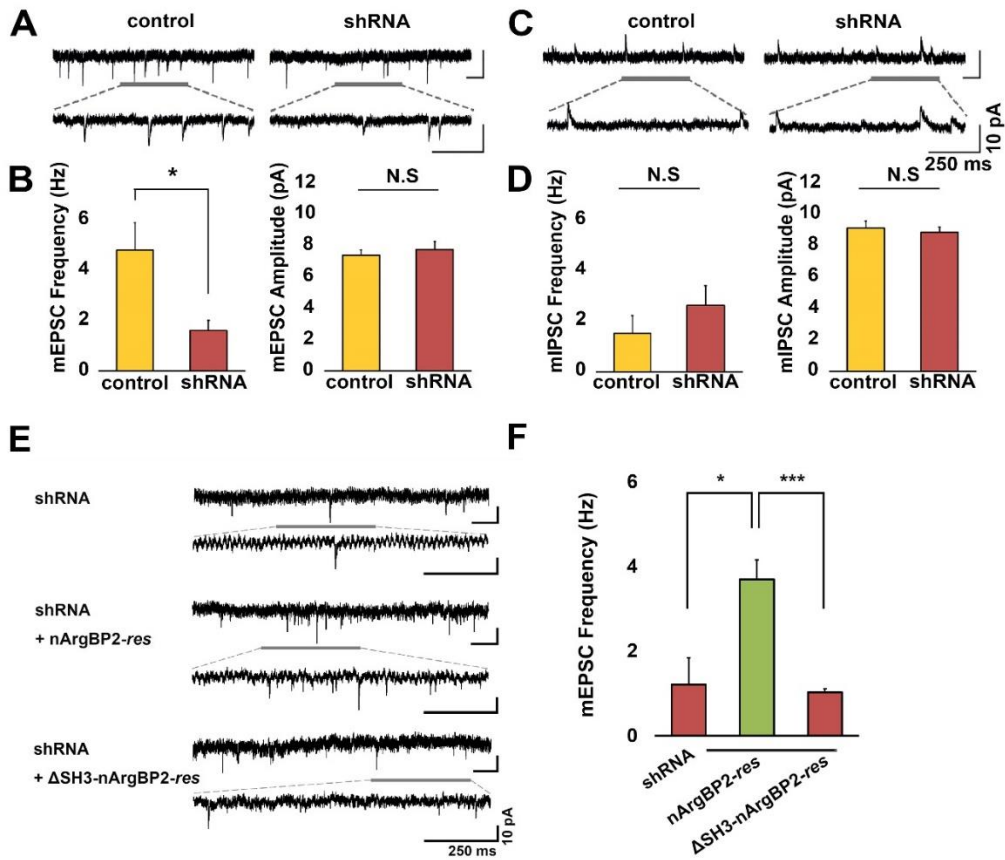 A
control
shRNA
C
control
shRNA
10 pA
250 ms
B
mEPSC Frequency (Hz)
6
4
2
0
*
control
shRNA
mEPSC Amplitude (pA)
12
10
8
6
4
2
0
N.S
control
shRNA
D
mIPSC Frequency (Hz)
6
4
2
0
N.S
control
shRNA
mIPSC Amplitude (pA)
12
10
8
6
4
2
0
N.S
control
shRNA
E
shRNA
shRNA
+ nArgBP2-res
shRNA
+ ΔSH3-nArgBP2-res
10 pA
250 ms
F
mEPSC Frequency (Hz)
6
4
2
0
*
***
shRNA
nArgBP2-res
ΔSH3-nArgBP2-res